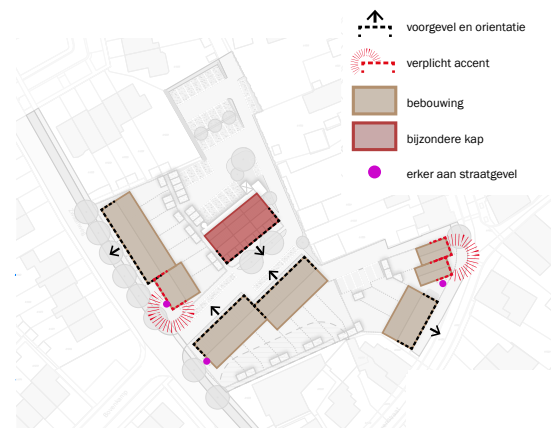 voorgevel en orientatie
verplicht accent
bebouwing
bijzondere kap
erker aan straatgevel